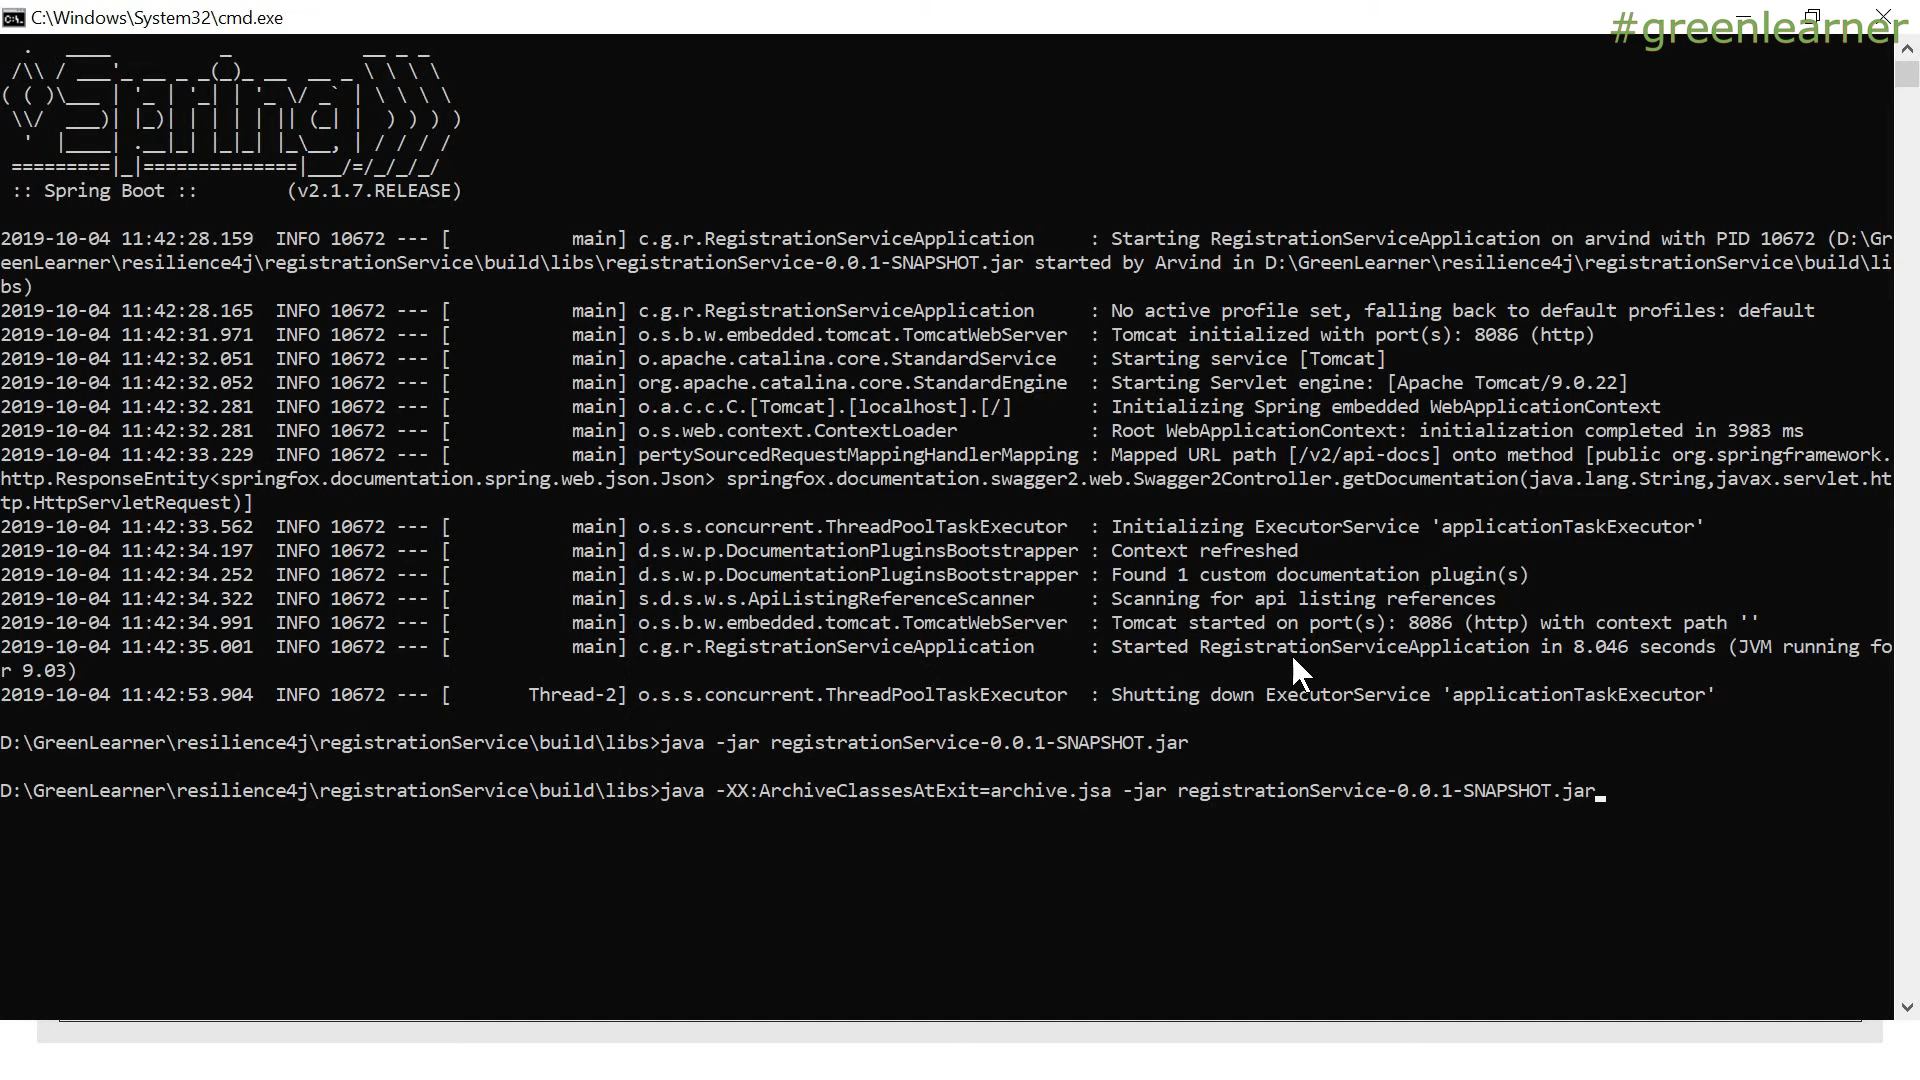 C:\Windows\System32\cmd.exe
#greenlearner
  .   ____          _            __ _ _
 /\\ / ___'_ __ _ _(_)_ __  __ _ \ \ \ \
( ( )\___ | '_ | '_| | '_ \/ _` | \ \ \ \
 \\/  ___)| |_)| | | | | || (_| |  ) ) ) )
  '  |____| .__|_| |_|_| |_\__, | / / / /
 =========|_|==============|___/=/_/_/_/
 :: Spring Boot ::        (v2.1.7.RELEASE)
2019-10-04 11:42:28.159  INFO 10672 --- [           main] c.g.r.RegistrationServiceApplication     : Starting RegistrationServiceApplication on arvind with PID 10672 (D:\Gr
eenLearner\resilience4j\registrationService\build\libs\registrationService-0.0.1-SNAPSHOT.jar started by Arvind in D:\GreenLearner\resilience4j\registrationService\build\li
bs)
2019-10-04 11:42:28.165  INFO 10672 --- [           main] c.g.r.RegistrationServiceApplication     : No active profile set, falling back to default profiles: default
2019-10-04 11:42:31.971  INFO 10672 --- [           main] o.s.b.w.embedded.tomcat.TomcatWebServer  : Tomcat initialized with port(s): 8086 (http)
2019-10-04 11:42:32.051  INFO 10672 --- [           main] o.apache.catalina.core.StandardService   : Starting service [Tomcat]
2019-10-04 11:42:32.052  INFO 10672 --- [           main] org.apache.catalina.core.StandardEngine  : Starting Servlet engine: [Apache Tomcat/9.0.22]
2019-10-04 11:42:32.281  INFO 10672 --- [           main] o.a.c.c.C.[Tomcat].[localhost].[/]       : Initializing Spring embedded WebApplicationContext
2019-10-04 11:42:32.281  INFO 10672 --- [           main] o.s.web.context.ContextLoader            : Root WebApplicationContext: initialization completed in 3983 ms
2019-10-04 11:42:33.229  INFO 10672 --- [           main] pertySourcedRequestMappingHandlerMapping : Mapped URL path [/v2/api-docs] onto method [public org.springframework.
http.ResponseEntity<springfox.documentation.spring.web.json.Json> springfox.documentation.swagger2.web.Swagger2Controller.getDocumentation(java.lang.String,javax.servlet.ht
tp.HttpServletRequest)]
2019-10-04 11:42:33.562  INFO 10672 --- [           main] o.s.s.concurrent.ThreadPoolTaskExecutor  : Initializing ExecutorService 'applicationTaskExecutor'
2019-10-04 11:42:34.197  INFO 10672 --- [           main] d.s.w.p.DocumentationPluginsBootstrapper : Context refreshed
2019-10-04 11:42:34.252  INFO 10672 --- [           main] d.s.w.p.DocumentationPluginsBootstrapper : Found 1 custom documentation plugin(s)
2019-10-04 11:42:34.322  INFO 10672 --- [           main] s.d.s.w.s.ApiListingReferenceScanner     : Scanning for api listing references
2019-10-04 11:42:34.991  INFO 10672 --- [           main] o.s.b.w.embedded.tomcat.TomcatWebServer  : Tomcat started on port(s): 8086 (http) with context path ''
2019-10-04 11:42:35.001  INFO 10672 --- [           main] c.g.r.RegistrationServiceApplication     : Started RegistrationServiceApplication in 8.046 seconds (JVM running fo
r 9.03)
2019-10-04 11:42:53.904  INFO 10672 --- [       Thread-2] o.s.s.concurrent.ThreadPoolTaskExecutor  : Shutting down ExecutorService 'applicationTaskExecutor'
D:\GreenLearner\resilience4j\registrationService\build\libs>java -jar registrationService-0.0.1-SNAPSHOT.jar
D:\GreenLearner\resilience4j\registrationService\build\libs>java -XX:ArchiveClassesAtExit=archive.jsa -jar registrationService-0.0.1-SNAPSHOT.jar